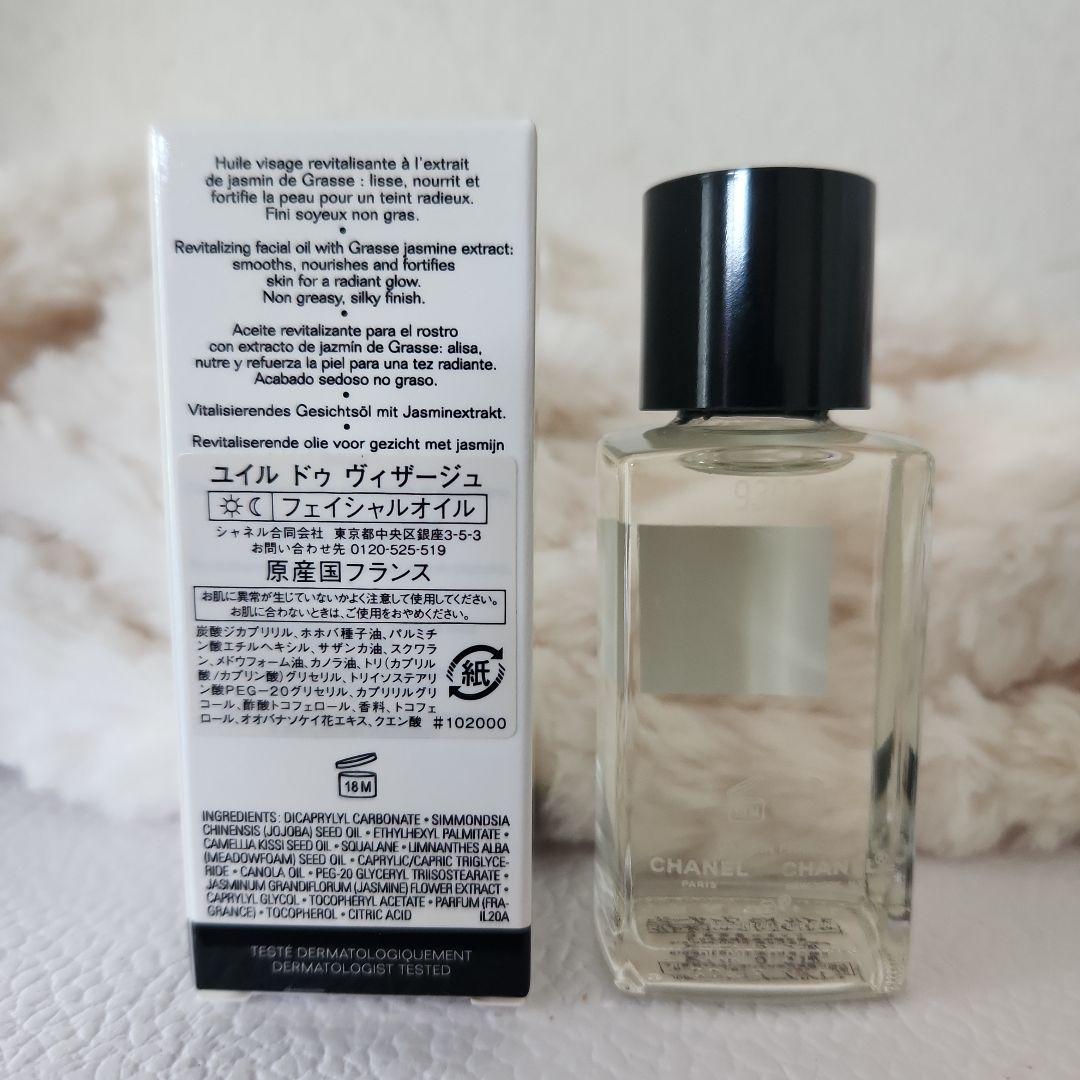 Huile visage revitalisante à l'extrait
de jasmin de Grasse : lisse, nourrit et
fortifie la peau pour un teint radieux.
Fini soyeux non gras.
•
Revitalizing facial oil with Grasse jasmine extract:
smooths, nourishes and fortifies
skin for a radiant glow.
Non greasy, silky finish.
•
Aceite revitalizante para el rostro
con extracto de jazmín de Grasse: alisa,
nutre y refuerza la piel para una tez radiante.
Acabado sedoso no graso.
•
Vitalisierendes Gesichtsöl mit Jasminextrakt.
•
Revitaliserende olie voor gezicht met jasmijn
ユイル ドゥ ヴィザージュ
フェイシャルオイル
シャネル合同会社 東京都中央区銀座3-5-3
お問い合わせ先 0120-525-519
原産国フランス
お肌に異常が生じていないかよく注意して使用してください。
お肌に合わないときは、ご使用をおやめください。
炭酸ジカプリリル、ホホバ種子油、パルミチ
ン酸エチルヘキシル、サザンカ油、スクワラ
ン、メドウフォーム油、カノラ油、トリ(カプリル
酸/カプリン酸)グリセリル、トリイソステアリ
ン酸PEG-20グリセリル、カプリリルグリ
コール、酢酸トコフェロール、香料、トコフェ
ロール、オオバナソケイ花エキス、クエン酸 #102000
紙
18M
INGREDIENTS: DICAPRYLYL CARBONATE • SIMMONDSIA
CHINENSIS (JOJOBA) SEED OIL • ETHYLHEXYL PALMITATE •
CAMELLIA KISSI SEED OIL • SQUALANE • LIMNANTHES ALBA
(MEADOWFOAM) SEED OIL • CAPRYLIC/CAPRIC TRIGLYCE-
RIDE • CANOLA OIL • PEG-20 GLYCERYL TRIISOSTEARATE •
JASMINUM GRANDIFLORUM (JASMINE) FLOWER EXTRACT •
CAPRYLYL GLYCOL • TOCOPHERYL ACETATE • PARFUM (FRA-
GRANCE) • TOCOPHEROL • CITRIC ACID IL20A
TESTÉ DERMATOLOGIQUEMENT
DERMATOLOGIST TESTED
CHANEL CHANEL
PARIS